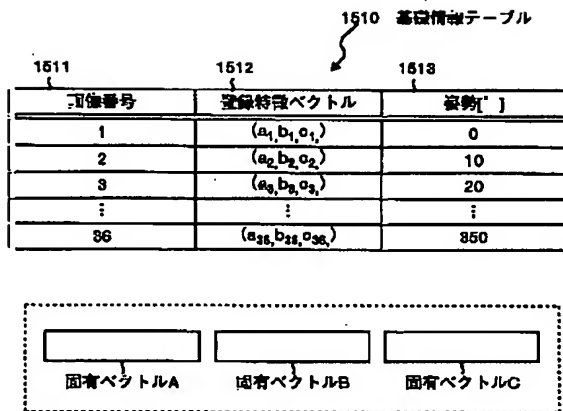 1510 基礎情報テーブル
1511 1512 1513
画像番号 登録特徴ベクトル 姿勢[°]
1 (a1,b1,c1,) 0
2 (a2,b2,c2,) 10
3 (a3,b3,c3,) 20
⋮ ⋮ ⋮
36 (a36,b36,c36,) 350
固有ベクトルA 固有ベクトルB 固有ベクトルC